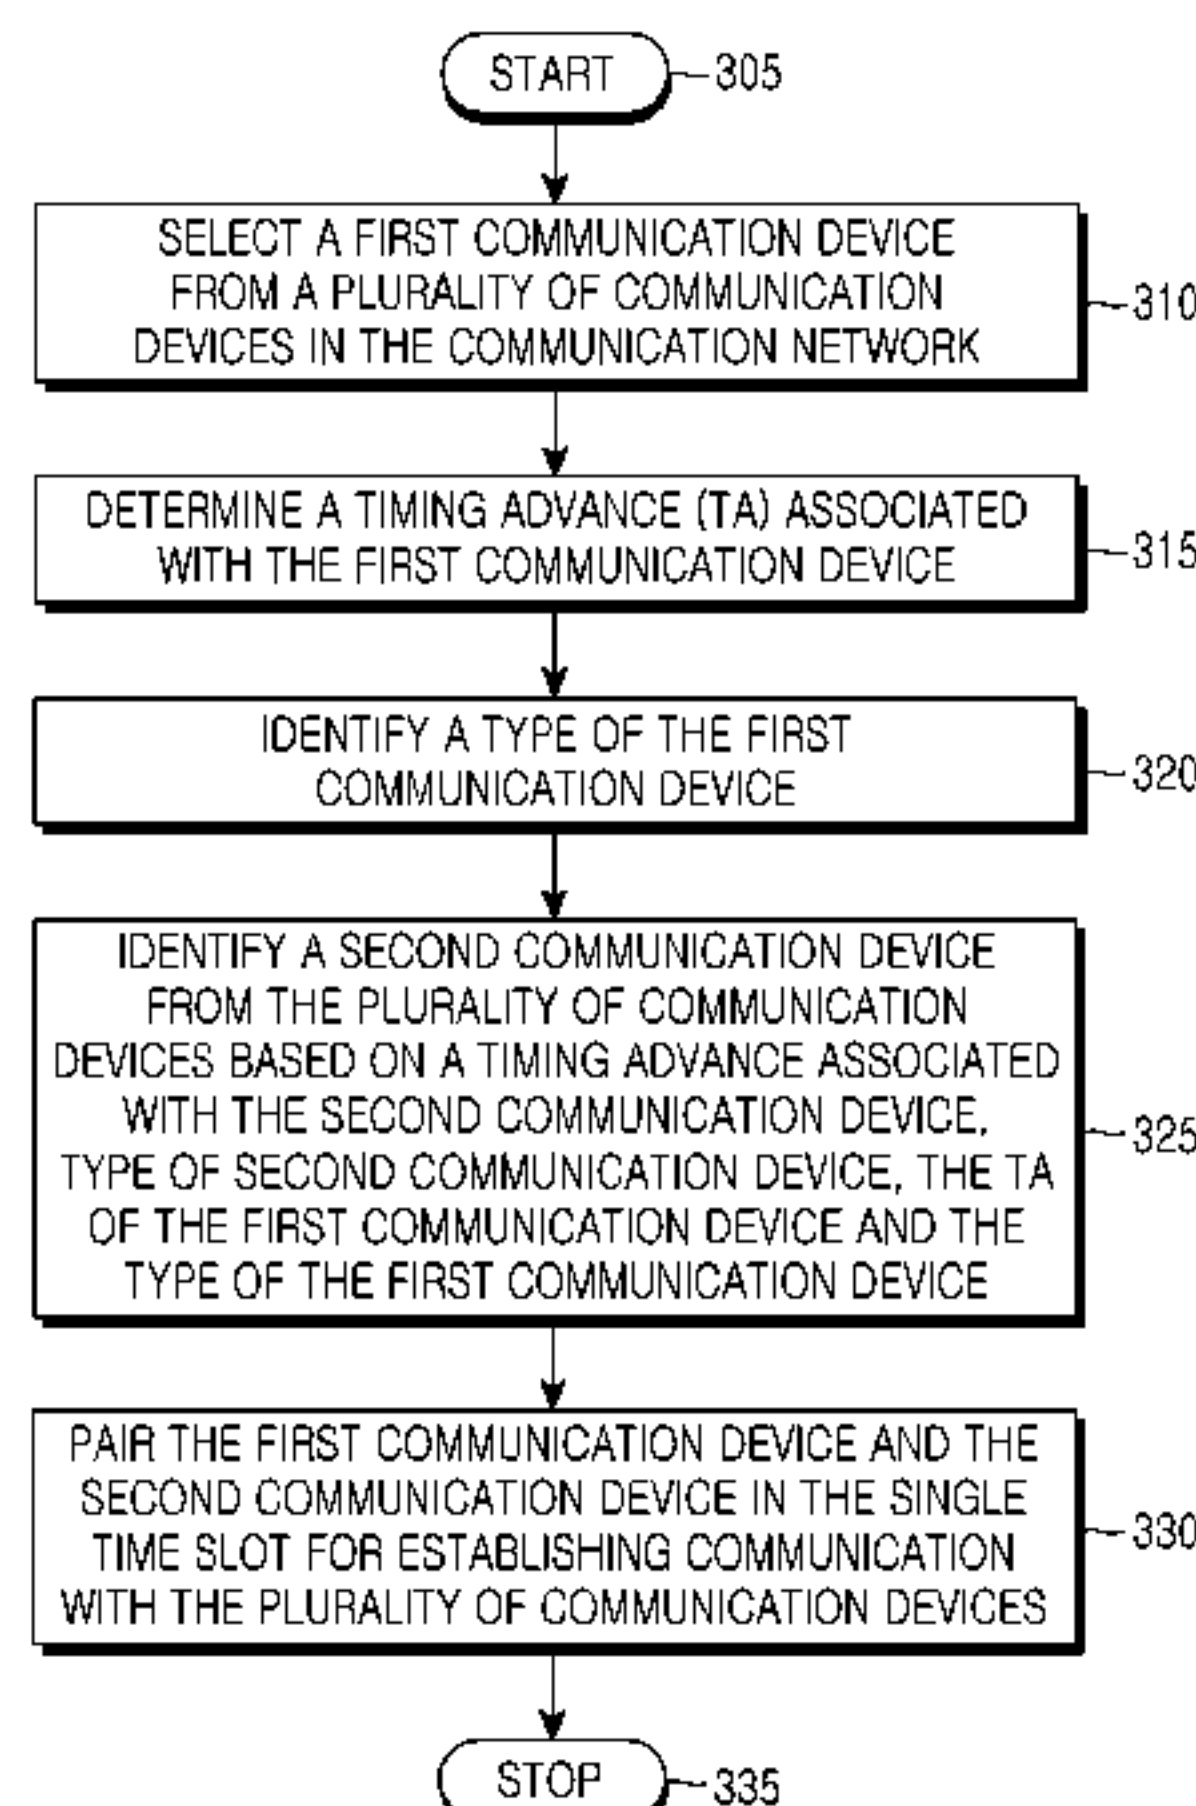 START
305
SELECT A FIRST COMMUNICATION DEVICE
FROM A PLURALITY OF COMMUNICATION
DEVICES IN THE COMMUNICATION NETWORK
310
DETERMINE A TIMING ADVANCE (TA) ASSOCIATED
WITH THE FIRST COMMUNICATION DEVICE
315
IDENTIFY A TYPE OF THE FIRST
COMMUNICATION DEVICE
320
IDENTIFY A SECOND COMMUNICATION DEVICE
FROM THE PLURALITY OF COMMUNICATION
DEVICES BASED ON A TIMING ADVANCE ASSOCIATED
WITH THE SECOND COMMUNICATION DEVICE,
TYPE OF SECOND COMMUNICATION DEVICE, THE TA
OF THE FIRST COMMUNICATION DEVICE AND THE
TYPE OF THE FIRST COMMUNICATION DEVICE
325
PAIR THE FIRST COMMUNICATION DEVICE AND THE
SECOND COMMUNICATION DEVICE IN THE SINGLE
TIME SLOT FOR ESTABLISHING COMMUNICATION
WITH THE PLURALITY OF COMMUNICATION DEVICES
330
STOP
335